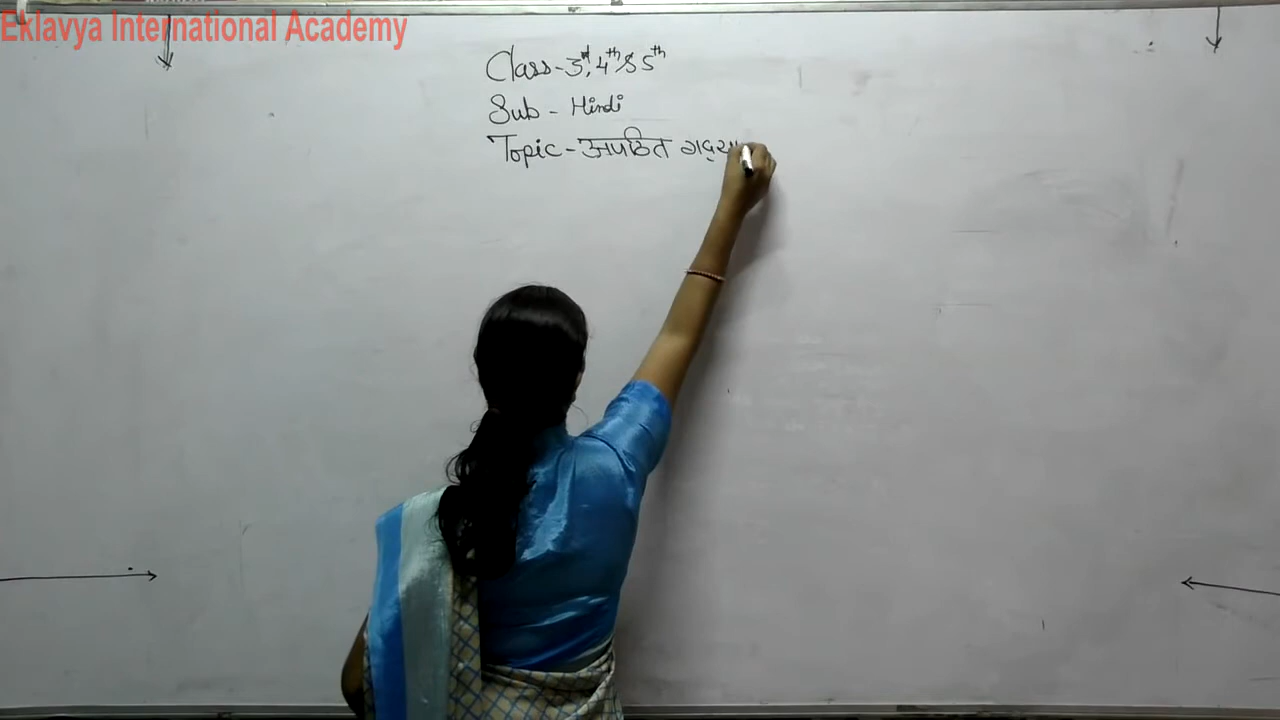 Eklavya International Academy
Class-3rd, 4th & 5th
Sub - Hindi
Topic - अपठित गद्या